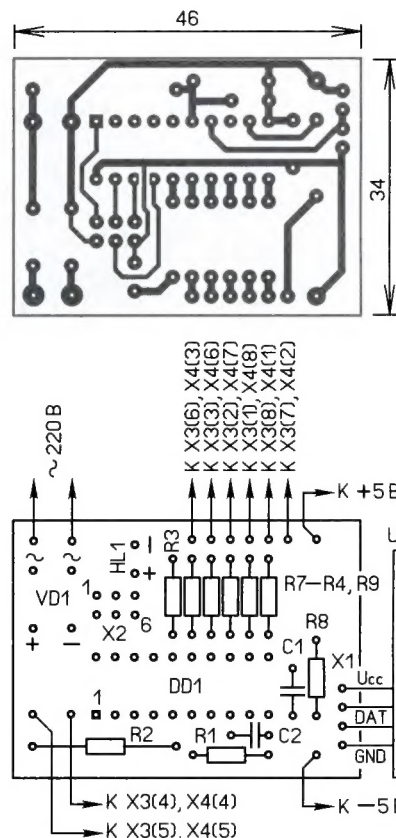 46
34
~220 В
К X3(6), X4(3)
К X3(3), X4(6)
К X3(2), X4(7)
К X3(1), X4(8)
К X3(8), X4(1)
К X3(7), X4(2)
К +5 В
U
~ ~
HL1
− +
R3
R7−R4, R9
VD1
1
X2
6
+ −
C1
R8
X1
Ucc
DD1
1
DAT
R2
R1
C2
GND
К X3(4), X4(4)
К −5 В
К X3(5), X4(5)